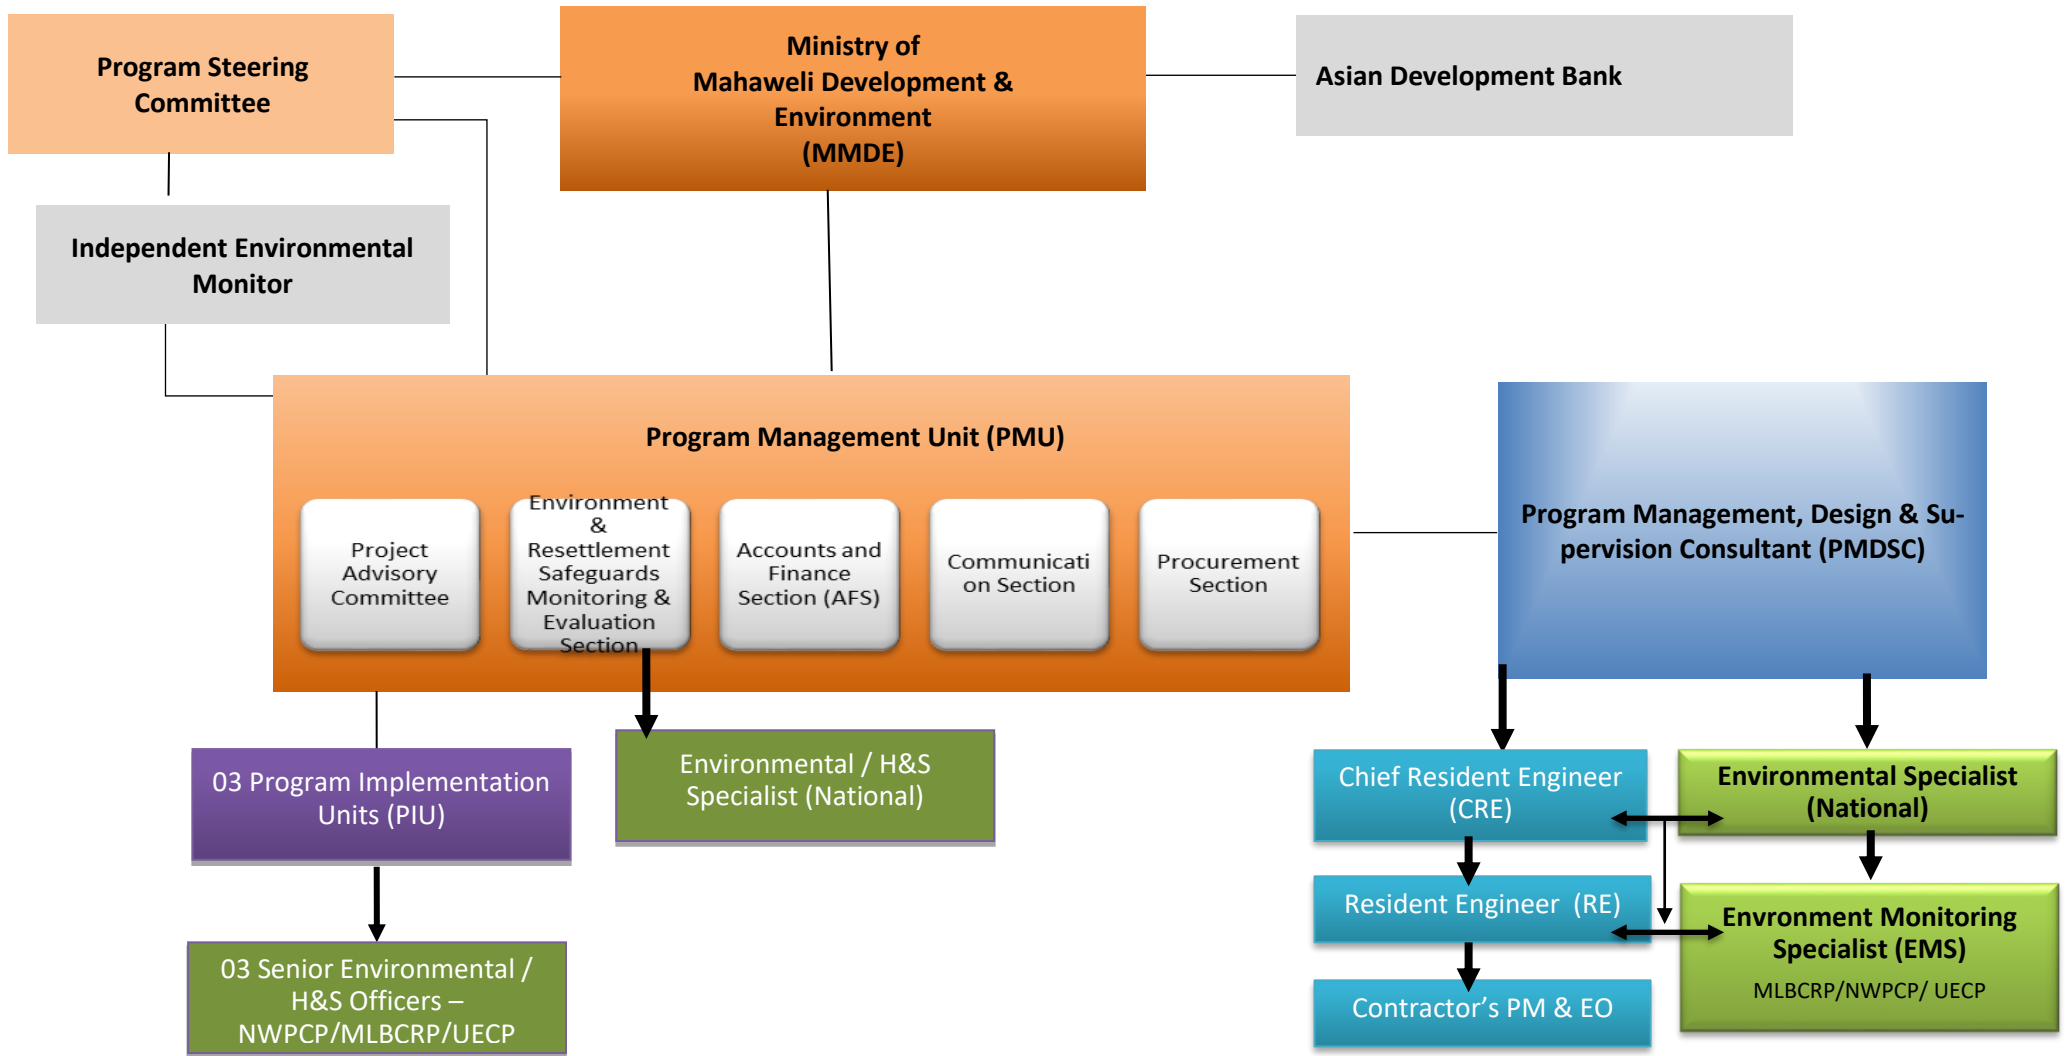 Program Steering
Committee
Ministry of
Mahaweli Development &
Environment
(MMDE)
Asian Development Bank
Independent Environmental
Monitor
Program Management Unit (PMU)
Project
Advisory
Committee
Environment
&
Resettlement
Safeguards
Monitoring &
Evaluation
Section
Accounts and
Finance
Section (AFS)
Communicati
on Section
Procurement
Section
Program Management, Design & Su-
pervision Consultant (PMDSC)
03 Program Implementation
Units (PIU)
Environmental / H&S
Specialist (National)
03 Senior Environmental /
H&S Officers –
NWPCP/MLBCRP/UECP
Chief Resident Engineer
(CRE)
Environmental Specialist
(National)
Resident Engineer  (RE)
Envronment Monitoring
Specialist (EMS)
MLBCRP/NWPCP/ UECP
Contractor’s PM & EO